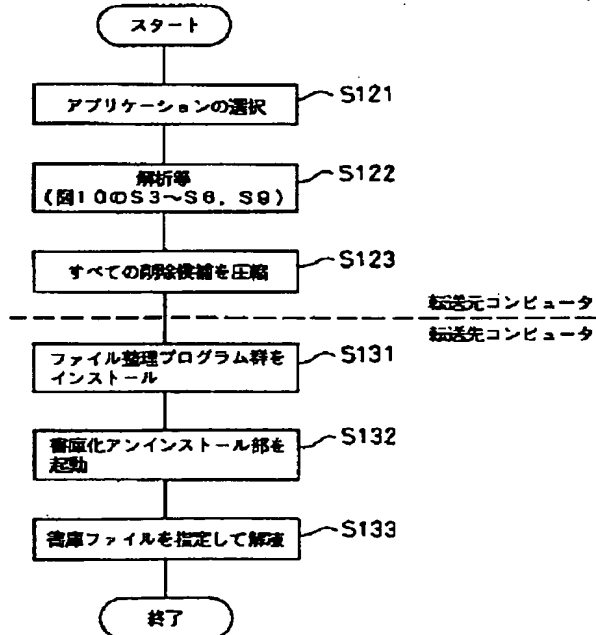 スタート
アプリケーションの選択
S121
解析等
(図10のS3〜S6, S9)
S122
すべての削除候補を圧縮
S123
転送元コンピュータ
転送先コンピュータ
ファイル整理プログラム群を
インストール
S131
書庫化アンインストール部を
起動
S132
書庫ファイルを指定して解凍
S133
終了